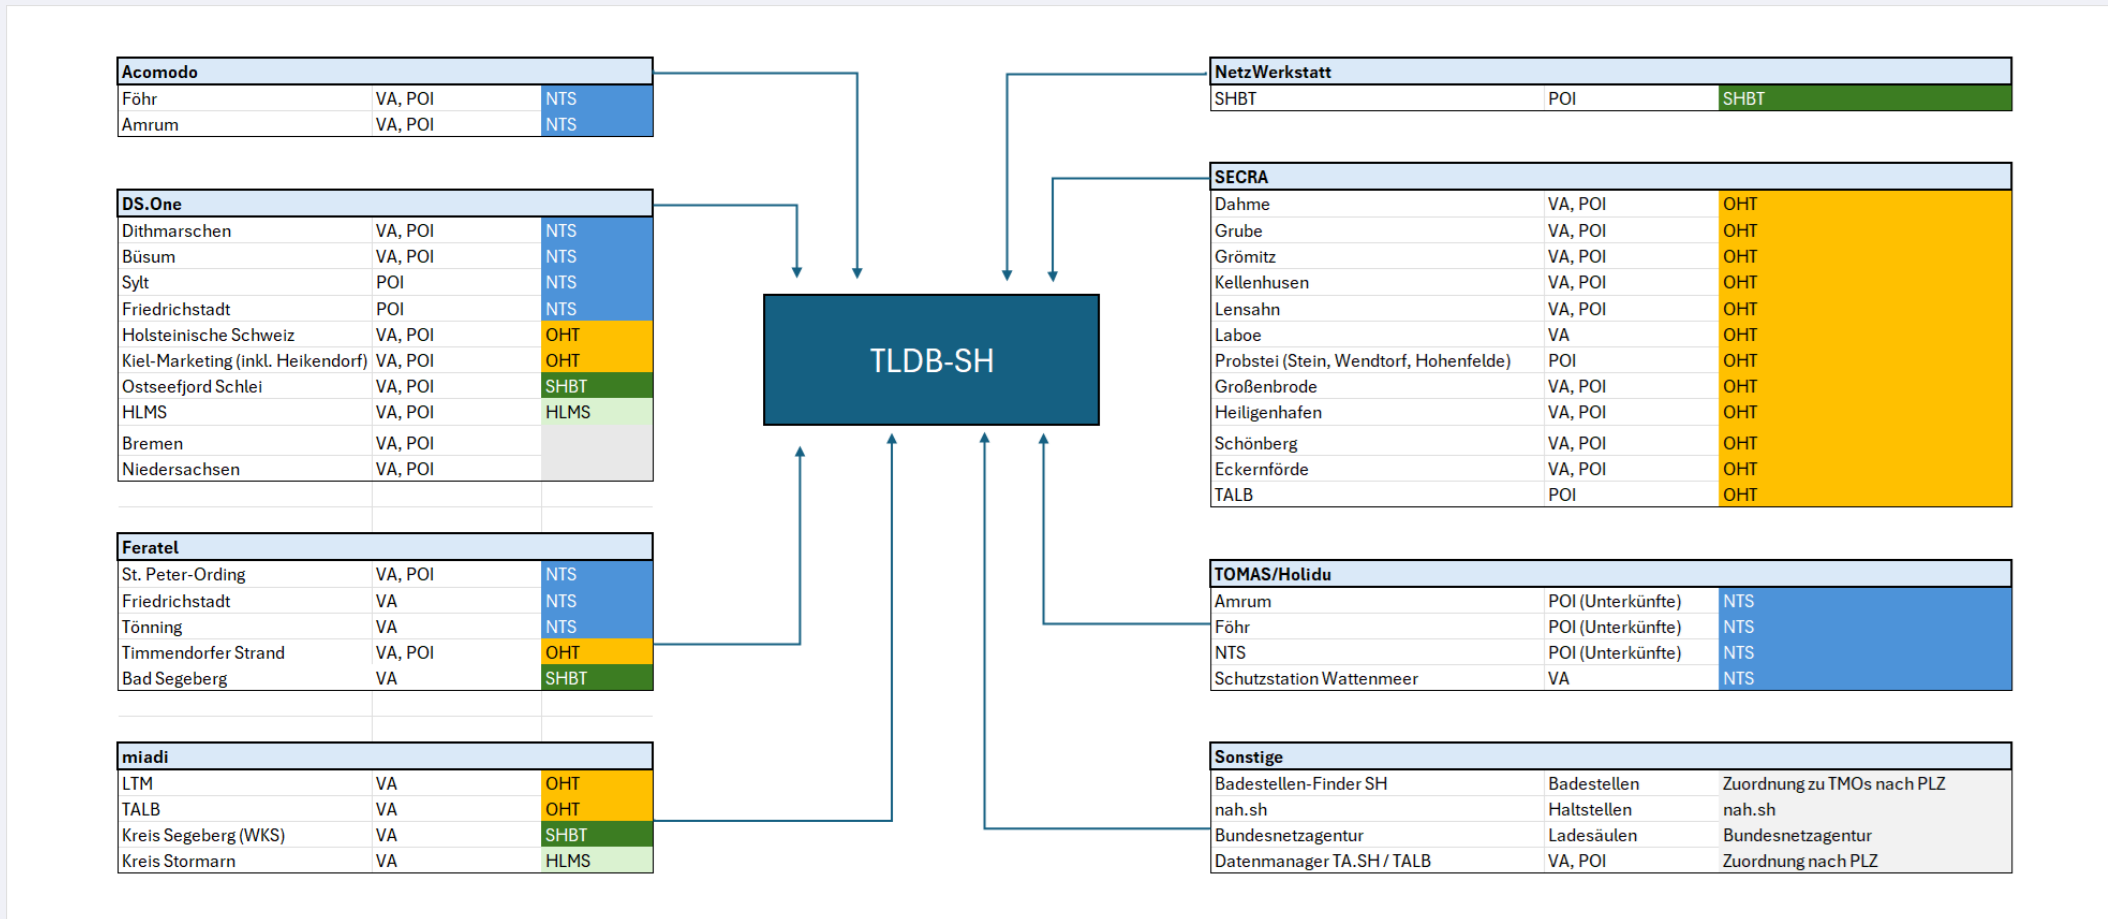 Acomodo
Föhr VA, POI NTS
Amrum VA, POI NTS
DS.One
Dithmarschen VA, POI NTS
Büsum VA, POI NTS
Sylt POI NTS
Friedrichstadt POI NTS
Holsteinische Schweiz VA, POI OHT
Kiel-Marketing (inkl. Heikendorf) VA, POI OHT
Ostseefjord Schlei VA, POI SHBT
HLMS VA, POI HLMS
Bremen VA, POI
Niedersachsen VA, POI
Feratel
St. Peter-Ording VA, POI NTS
Friedrichstadt VA NTS
Tönning VA NTS
Timmendorfer Strand VA, POI OHT
Bad Segeberg VA SHBT
miadi
LTM VA OHT
TALB VA OHT
Kreis Segeberg (WKS) VA SHBT
Kreis Stormarn VA HLMS
TLDB-SH
NetzWerkstatt
SHBT POI SHBT
SECRA
Dahme VA, POI OHT
Grube VA, POI OHT
Grömitz VA, POI OHT
Kellenhusen VA, POI OHT
Lensahn VA, POI OHT
Laboe VA OHT
Probstei (Stein, Wendtorf, Hohenfelde) POI OHT
Großenbrode VA, POI OHT
Heiligenhafen VA, POI OHT
Schönberg VA, POI OHT
Eckernförde VA, POI OHT
TALB POI OHT
TOMAS/Holidu
Amrum POI (Unterkünfte) NTS
Föhr POI (Unterkünfte) NTS
NTS POI (Unterkünfte) NTS
Schutzstation Wattenmeer VA NTS
Sonstige
Badestellen-Finder SH Badestellen Zuordnung zu TMOs nach PLZ
nah.sh Haltstellen nah.sh
Bundesnetzagentur Ladesäulen Bundesnetzagentur
Datenmanager TA.SH / TALB VA, POI Zuordnung nach PLZ